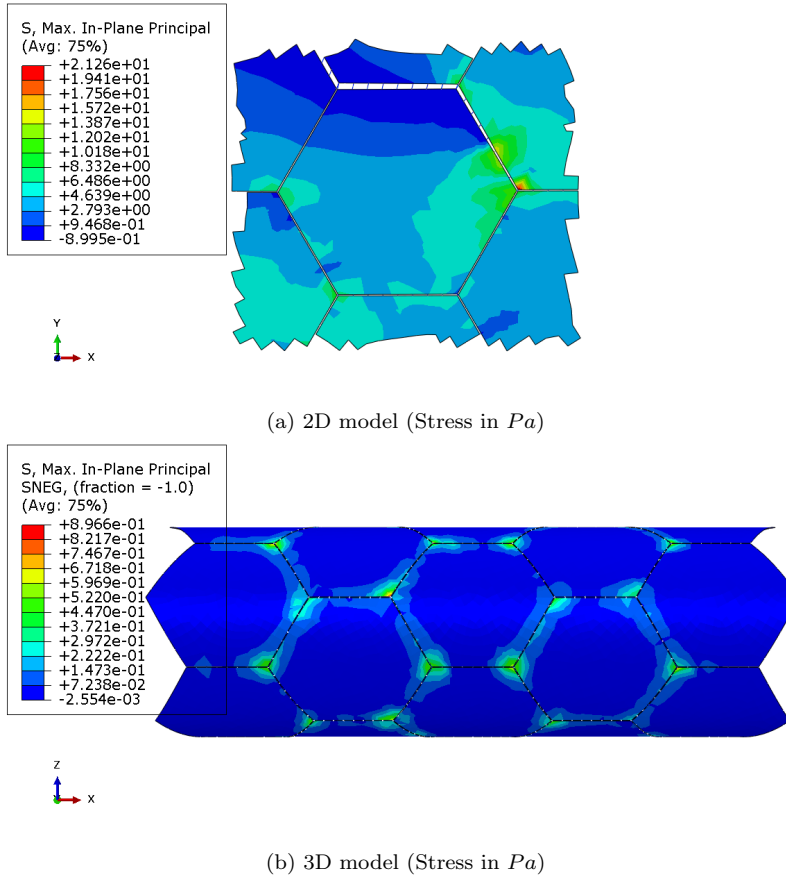 S, Max. In-Plane Principal
(Avg: 75%)
+2.126e+01
+1.941e+01
+1.756e+01
+1.572e+01
+1.387e+01
+1.202e+01
+1.018e+01
+8.332e+00
+6.486e+00
+4.639e+00
+2.793e+00
+9.468e-01
-8.995e-01
Y
X
(a) 2D model (Stress in Pa)
S, Max. In-Plane Principal
SNEG, (fraction = -1.0)
(Avg: 75%)
+8.966e-01
+8.217e-01
+7.467e-01
+6.718e-01
+5.969e-01
+5.220e-01
+4.470e-01
+3.721e-01
+2.972e-01
+2.222e-01
+1.473e-01
+7.238e-02
-2.554e-03
Z
X
(b) 3D model (Stress in Pa)